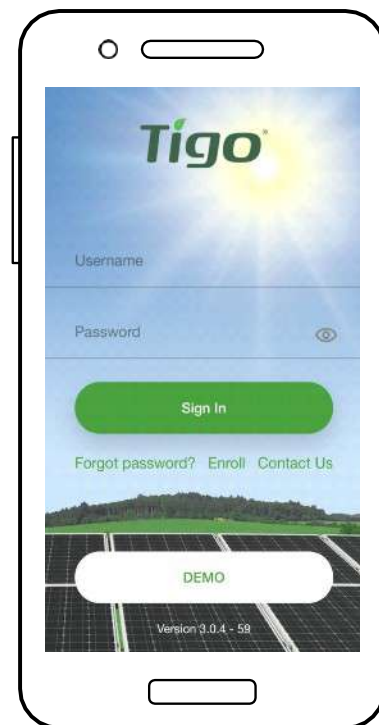 Tigo®
Username
Password
Sign In
Forgot password? Enroll Contact Us
DEMO
Version 3.0.4 - 59